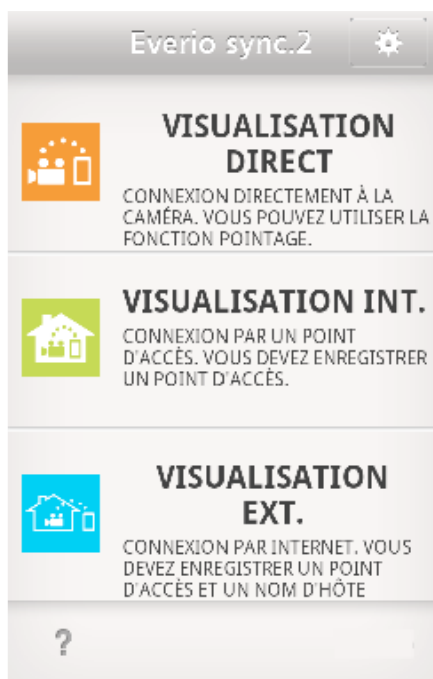 Everio sync.2
VISUALISATION
DIRECT
CONNEXION DIRECTEMENT À LA
CAMÉRA. VOUS POUVEZ UTILISER LA
FONCTION POINTAGE.
VISUALISATION INT.
CONNEXION PAR UN POINT
D'ACCÈS. VOUS DEVEZ ENREGISTRER
UN POINT D'ACCÈS.
VISUALISATION
EXT.
CONNEXION PAR INTERNET. VOUS
DEVEZ ENREGISTRER UN POINT
D'ACCÈS ET UN NOM D'HÔTE
?